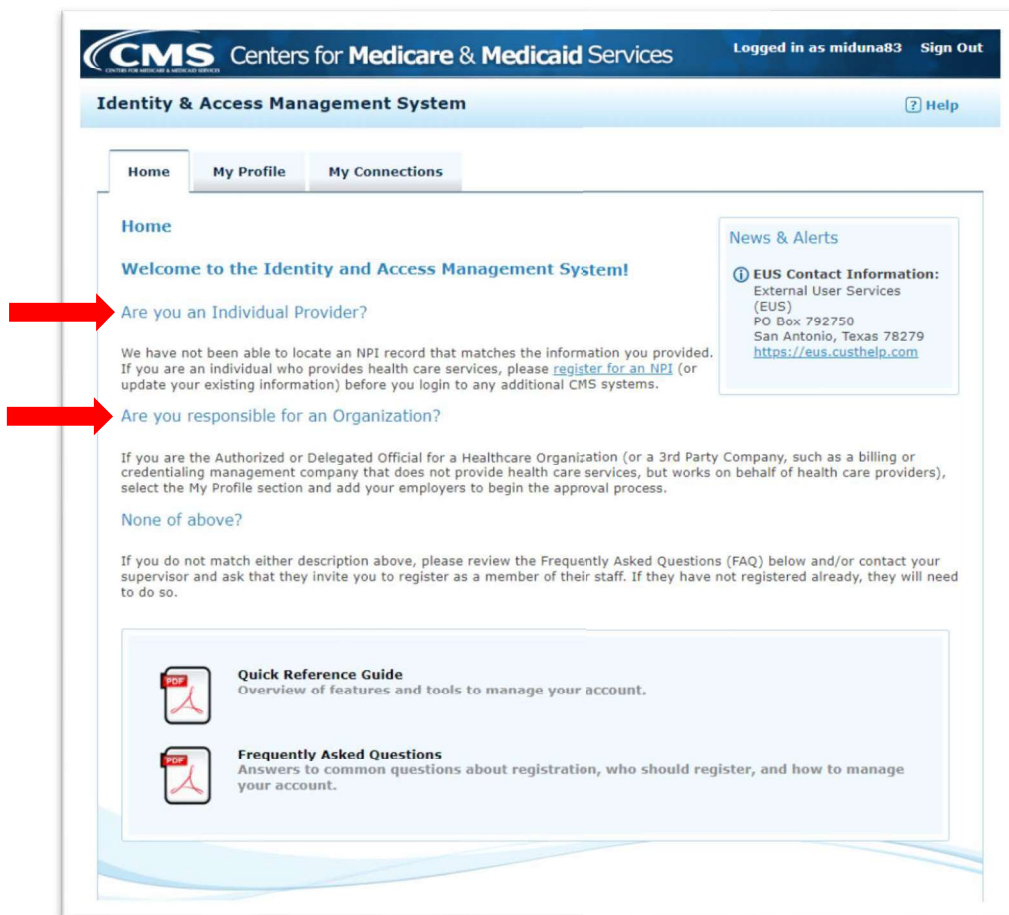 CMS Centers for Medicare & Medicaid Services
CENTERS FOR MEDICARE & MEDICAID SERVICES
Logged in as miduna83 Sign Out
Identity & Access Management System
? Help
Home My Profile My Connections
Home
Welcome to the Identity and Access Management System!
Are you an Individual Provider?
We have not been able to locate an NPI record that matches the information you provided.
If you are an individual who provides health care services, please register for an NPI (or
update your existing information) before you login to any additional CMS systems.
News & Alerts
EUS Contact Information:
External User Services
(EUS)
PO Box 792750
San Antonio, Texas 78279
https://eus.custhelp.com
Are you responsible for an Organization?
If you are the Authorized or Delegated Official for a Healthcare Organization (or a 3rd Party Company, such as a billing or
credentialing management company that does not provide health care services, but works on behalf of health care providers),
select the My Profile section and add your employers to begin the approval process.
None of above?
If you do not match either description above, please review the Frequently Asked Questions (FAQ) below and/or contact your
supervisor and ask that they invite you to register as a member of their staff. If they have not registered already, they will need
to do so.
PDF
Quick Reference Guide
Overview of features and tools to manage your account.
PDF
Frequently Asked Questions
Answers to common questions about registration, who should register, and how to manage
your account.